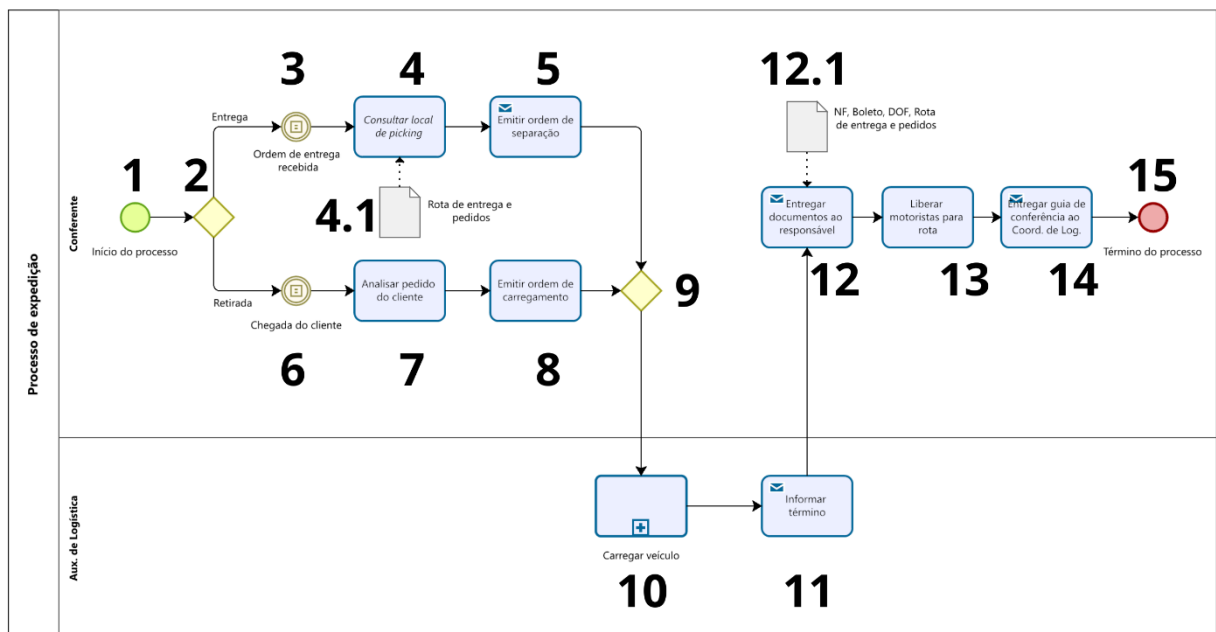 Processo de expedição
Conferente
1
Início do processo
2
Entrega
Retirada
3
Ordem de entrega
recebida
4
Consultar local
de picking
4.1
Rota de entrega e
pedidos
5
Emitir ordem de
separação
6
Chegada do cliente
7
Analisar pedido
do cliente
8
Emitir ordem de
carregamento
9
12.1
NF, Boleto, DOF, Rota
de entrega e pedidos
Entregar
documentos ao
responsável
12
Liberar
motoristas para
rota
13
Entregar guia de
conferência ao
Coord. de Log.
14
15
Término do processo
Aux. de Logística
Carregar veículo
10
Informar
término
11